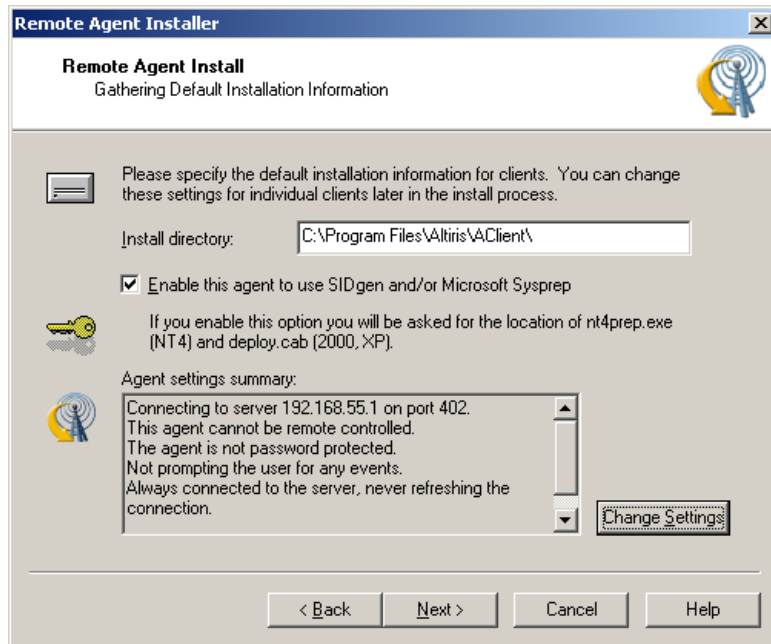 Remote Agent Installer
Remote Agent Install
Gathering Default Installation Information
Please specify the default installation information for clients. You can change
these settings for individual clients later in the install process.
Install directory: C:\Program Files\Altiris\AClient\
Enable this agent to use SIDgen and/or Microsoft Sysprep
If you enable this option you will be asked for the location of nt4prep.exe
(NT4) and deploy.cab (2000, XP).
Agent settings summary:
Connecting to server 192.168.55.1 on port 402.
This agent cannot be remote controlled.
The agent is not password protected.
Not prompting the user for any events.
Always connected to the server, never refreshing the
connection.
Change Settings
< Back Next > Cancel Help